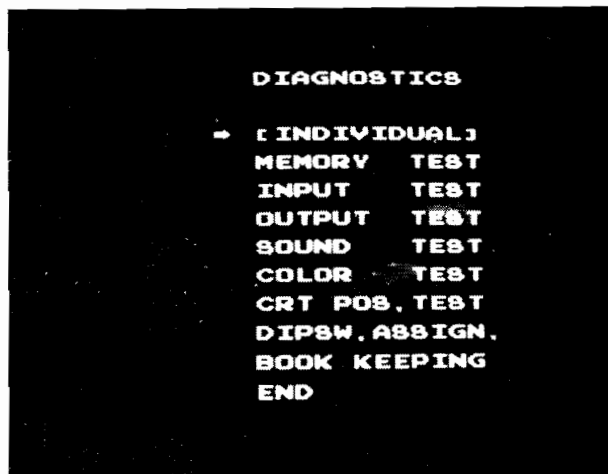 DIAGNOSTICS
➡ [INDIVIDUAL]
MEMORY TEST
INPUT TEST
OUTPUT TEST
SOUND TEST
COLOR TEST
CRT POS.TEST
DIPSW.ASSIGN.
BOOK KEEPING
END